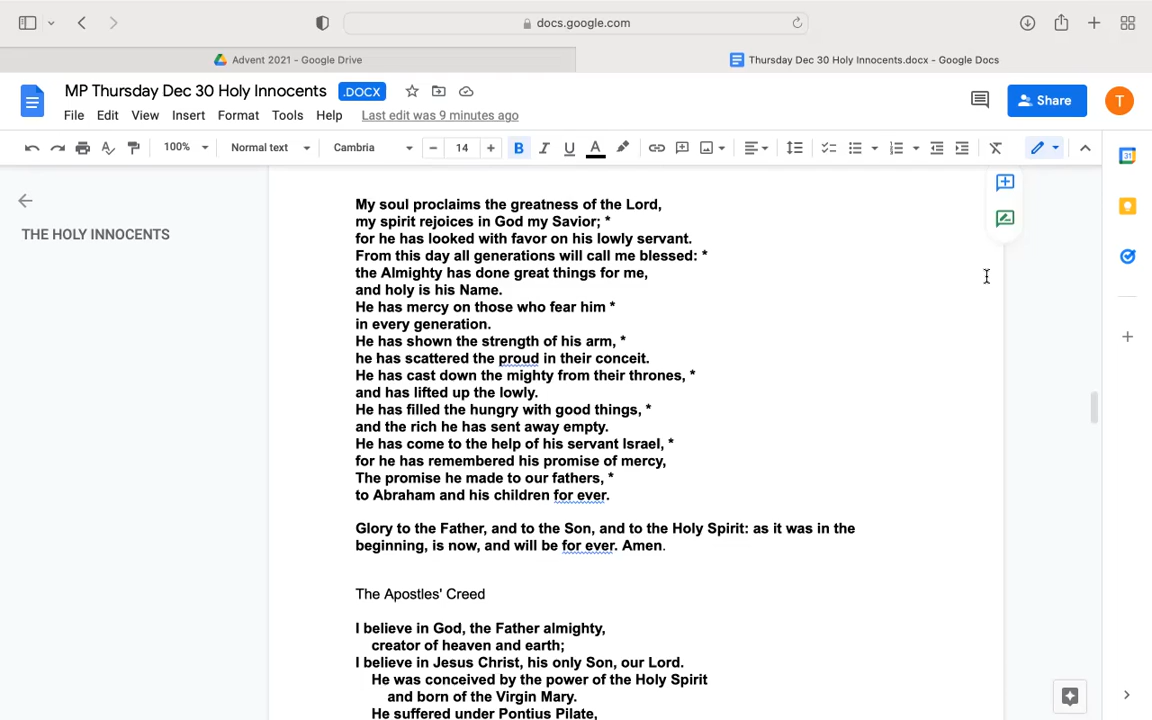 docs.google.com
Advent 2021 - Google Drive
Thursday Dec 30 Holy Innocents.docx - Google Docs
MP Thursday Dec 30 Holy Innocents .DOCX
Share
T
File Edit View Insert Format Tools Help Last edit was 9 minutes ago
100% Normal text Cambria 14 B I U A
31
THE HOLY INNOCENTS
My soul proclaims the greatness of the Lord,
my spirit rejoices in God my Savior; *
for he has looked with favor on his lowly servant.
From this day all generations will call me blessed: *
the Almighty has done great things for me,
and holy is his Name.
He has mercy on those who fear him *
in every generation.
He has shown the strength of his arm, *
he has scattered the proud in their conceit.
He has cast down the mighty from their thrones, *
and has lifted up the lowly.
He has filled the hungry with good things, *
and the rich he has sent away empty.
He has come to the help of his servant Israel, *
for he has remembered his promise of mercy,
The promise he made to our fathers, *
to Abraham and his children for ever.
Glory to the Father, and to the Son, and to the Holy Spirit: as it was in the
beginning, is now, and will be for ever. Amen.
The Apostles' Creed
I believe in God, the Father almighty,
creator of heaven and earth;
I believe in Jesus Christ, his only Son, our Lord.
He was conceived by the power of the Holy Spirit
and born of the Virgin Mary.
He suffered under Pontius Pilate,